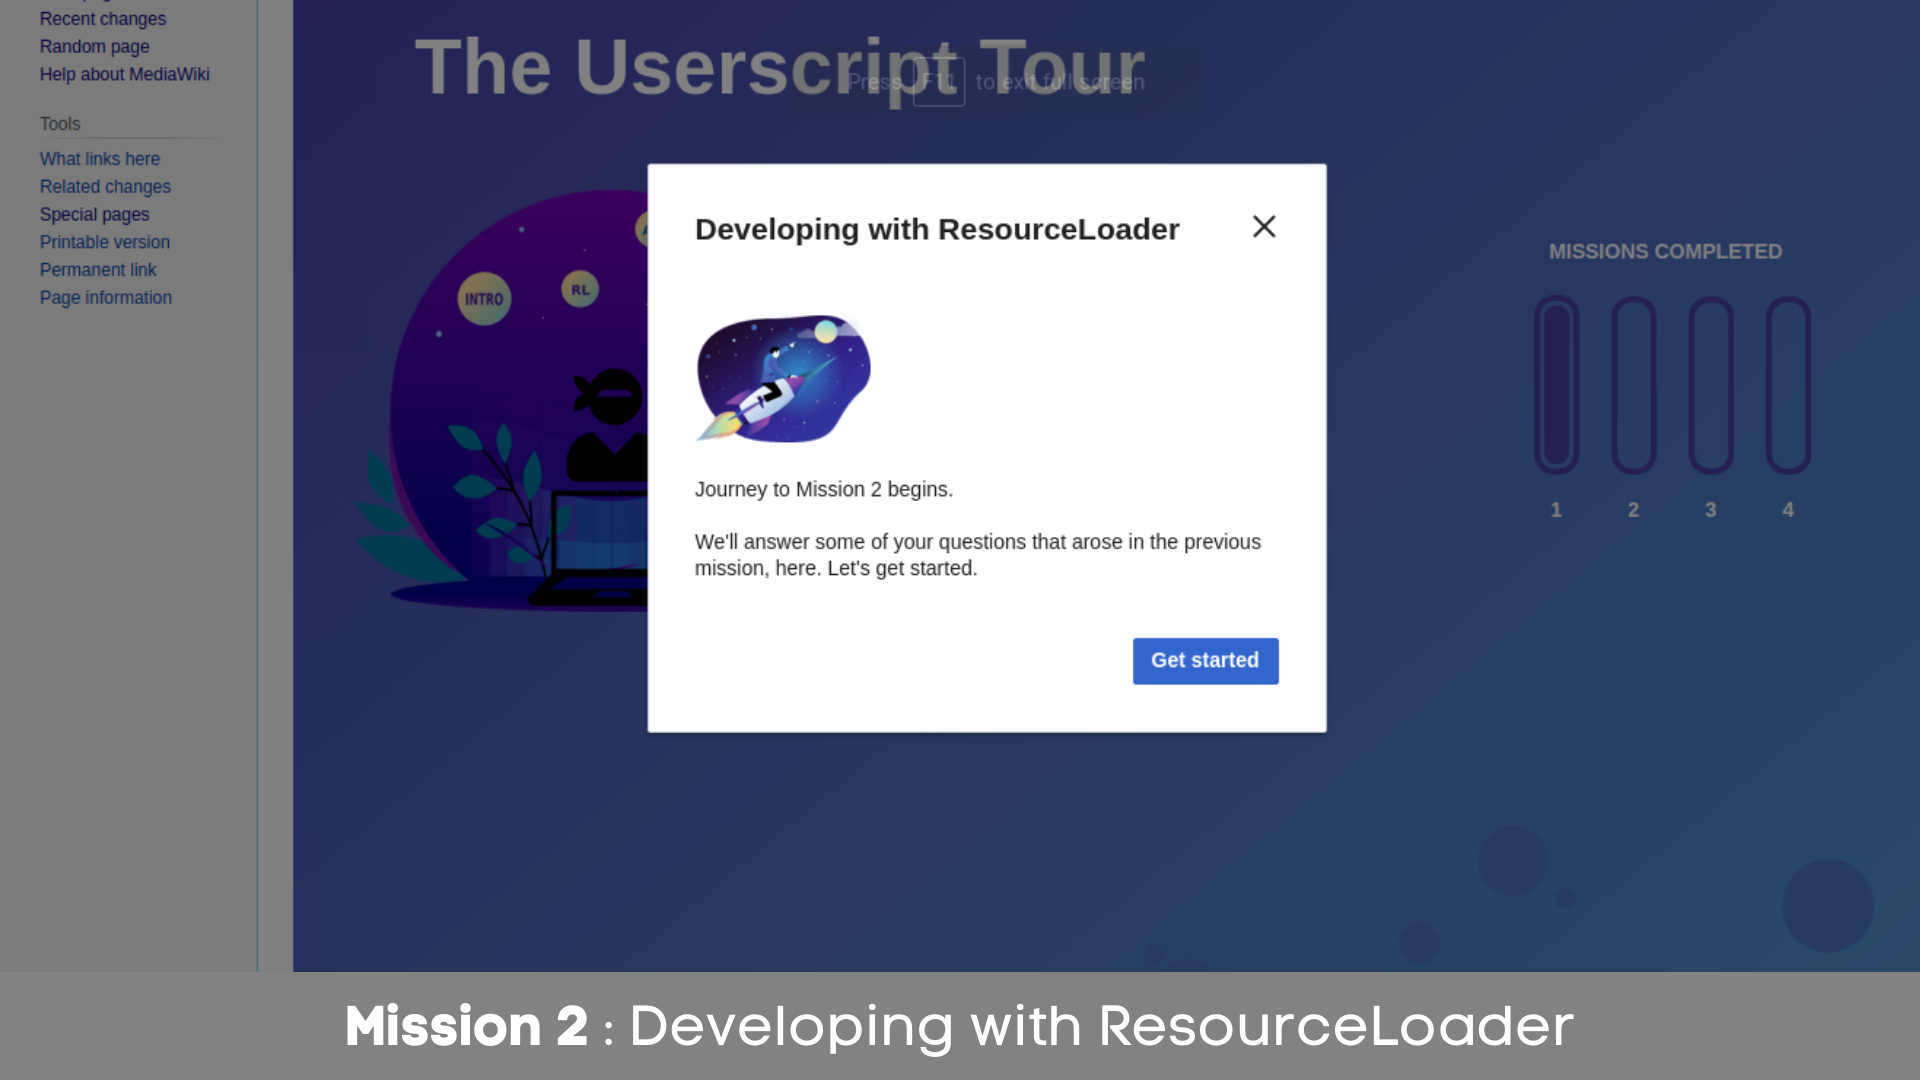 Recent changes
Random page
Help about MediaWiki
Tools
What links here
Related changes
Special pages
Printable version
Permanent link
Page information
The Userscript Tour
Press F11 to exit full screen
INTRO
RL
Developing with ResourceLoader
Journey to Mission 2 begins.
We'll answer some of your questions that arose in the previous
mission, here. Let's get started.
Get started
MISSIONS COMPLETED
1 2 3 4
Mission 2 : Developing with ResourceLoader